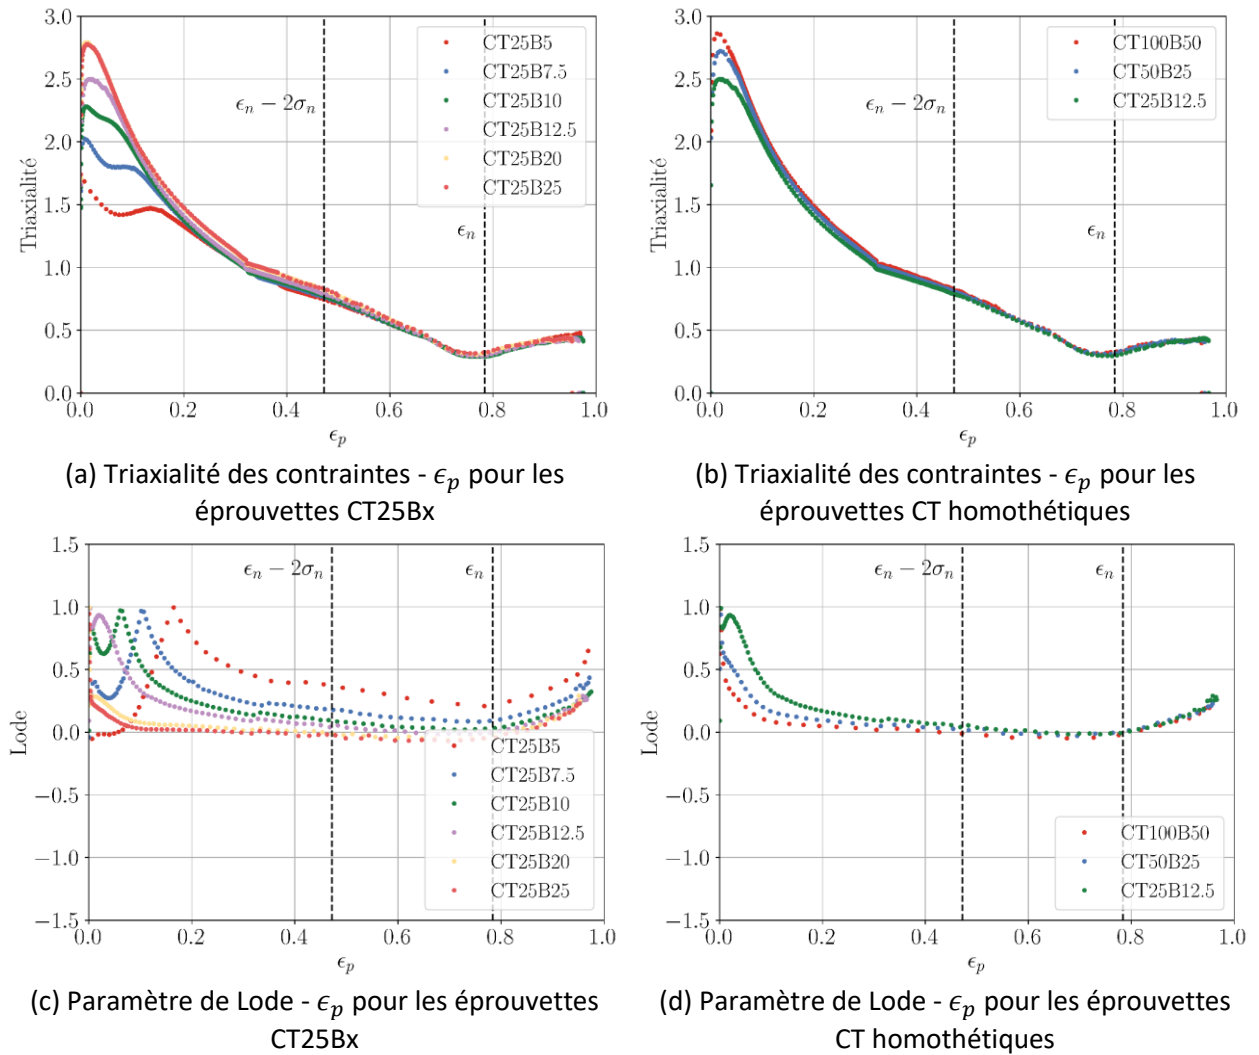 3.0
2.5
2.0
1.5
1.0
0.5
0.0
Triaxialité
0.0 0.2 0.4 0.6 0.8 1.0
ϵp
ϵn − 2σn
ϵn
CT25B5
CT25B7.5
CT25B10
CT25B12.5
CT25B20
CT25B25
(a) Triaxialité des contraintes - ϵp pour les
éprouvettes CT25Bx
3.0
2.5
2.0
1.5
1.0
0.5
0.0
Triaxialité
0.0 0.2 0.4 0.6 0.8 1.0
ϵp
ϵn − 2σn
ϵn
CT100B50
CT50B25
CT25B12.5
(b) Triaxialité des contraintes - ϵp pour les
éprouvettes CT homothétiques
1.5
1.0
0.5
0.0
−0.5
−1.0
−1.5
Lode
0.0 0.2 0.4 0.6 0.8 1.0
ϵp
ϵn − 2σn
ϵn
CT25B5
CT25B7.5
CT25B10
CT25B12.5
CT25B20
CT25B25
(c) Paramètre de Lode - ϵp pour les éprouvettes
CT25Bx
1.5
1.0
0.5
0.0
−0.5
−1.0
−1.5
Lode
0.0 0.2 0.4 0.6 0.8 1.0
ϵp
ϵn − 2σn
ϵn
CT100B50
CT50B25
CT25B12.5
(d) Paramètre de Lode - ϵp pour les éprouvettes
CT homothétiques